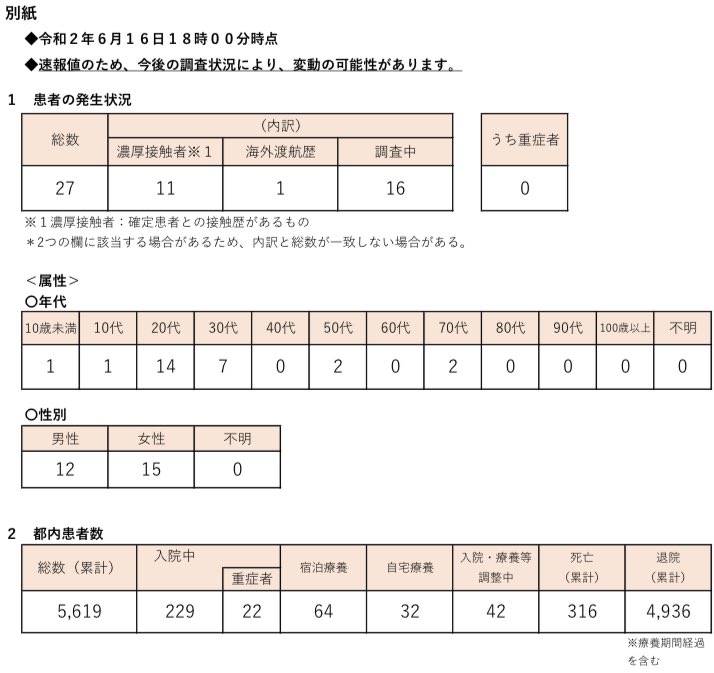 別紙
◆令和２年６月１６日１８時００分時点
◆速報値のため、今後の調査状況により、変動の可能性があります。
１　患者の発生状況
総数 （内訳） うち重症者
濃厚接触者※１ 海外渡航歴 調査中
27 11 1 16 0
※１濃厚接触者：確定患者との接触歴があるもの
＊2つの欄に該当する場合があるため、内訳と総数が一致しない場合がある。
＜属性＞
〇年代
10歳未満 10代 20代 30代 40代 50代 60代 70代 80代 90代 100歳以上 不明
1 1 14 7 0 2 0 2 0 0 0 0
〇性別
男性 女性 不明
12 15 0
２　都内患者数
総数（累計） 入院中 重症者 宿泊療養 自宅療養 入院・療養等調整中 死亡（累計） 退院（累計）
5,619 229 22 64 32 42 316 4,936
※療養期間経過
を含む